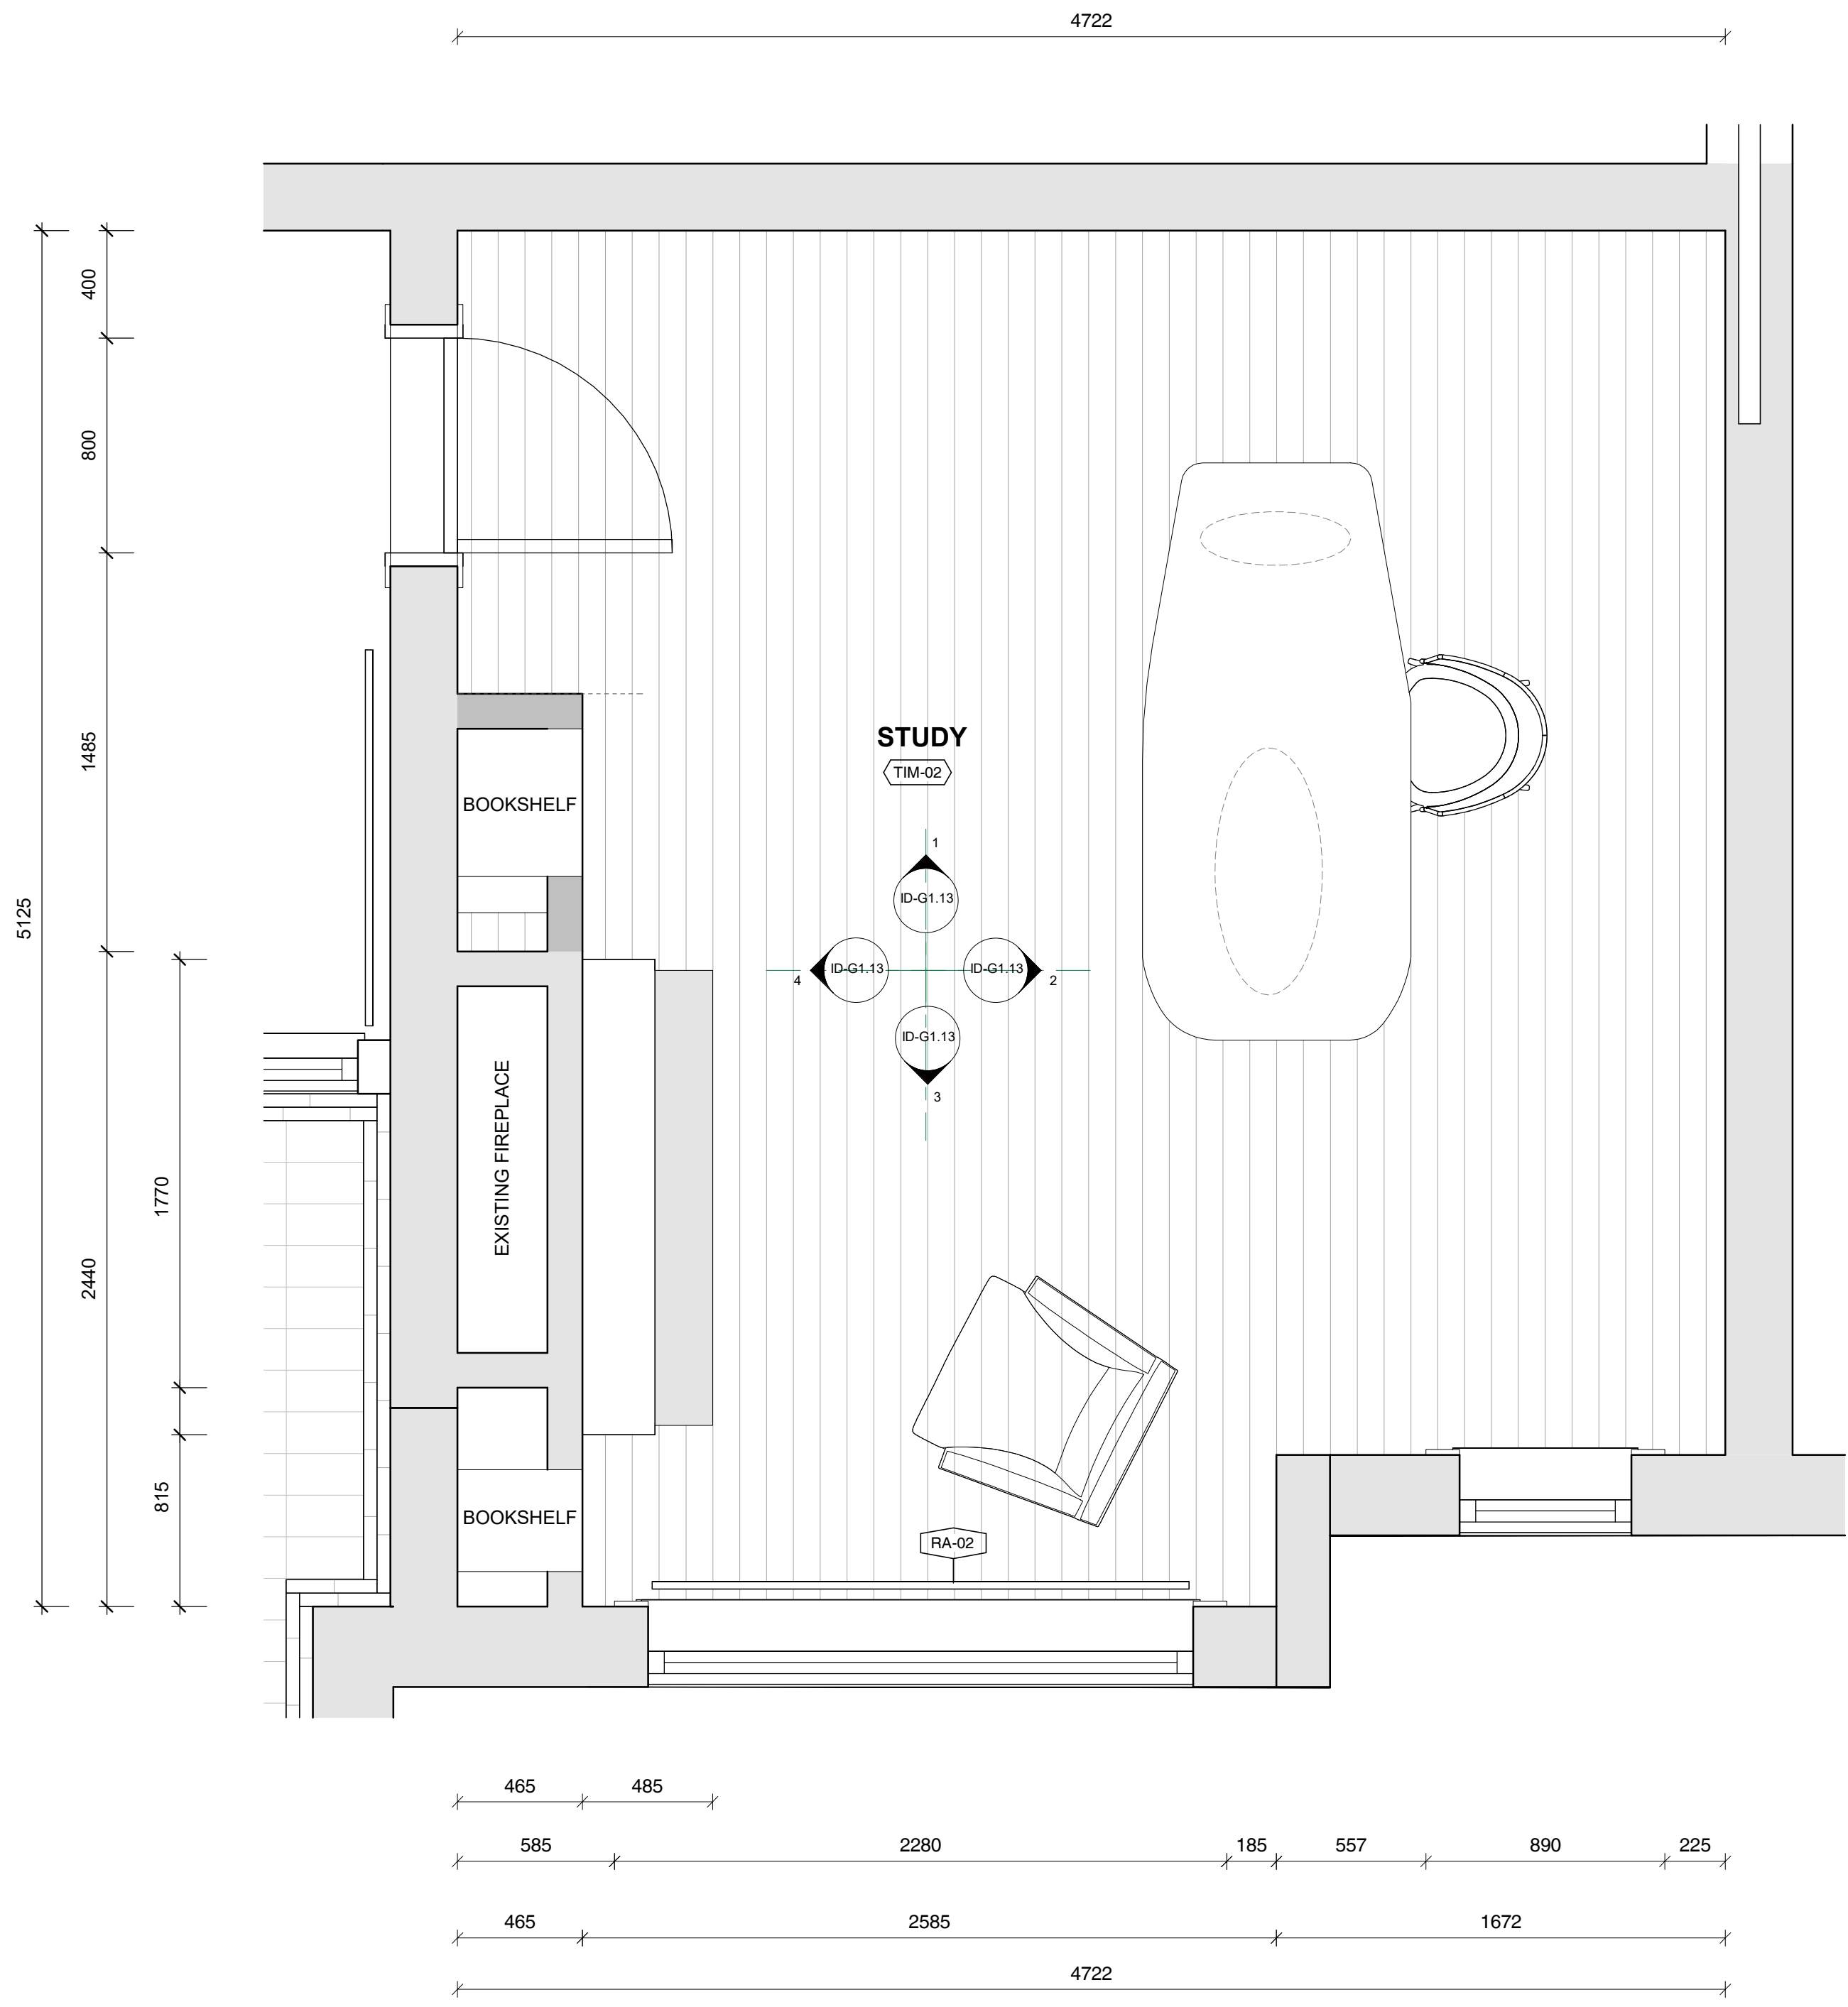 4722
400
800
1485
5125
STUDY
TIM-02
BOOKSHELF
1
ID-G1.13
4
ID-G1.13
ID-G1.13
2
ID-G1.13
3
EXISTING FIREPLACE
1770
2440
815
BOOKSHELF
RA-02
465 485
585 2280 185 557 890 225
465 2585 1672
4722